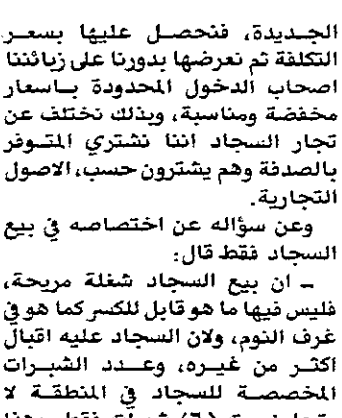 الجديدة، فنحصل عليها بسعر
التكلفة ثم نعرضها بدورنا على زبائننا
اصحاب الدخول المحدودة باسعار
مخفضة ومناسبة، وبذلك نختلف عن
تجار السجاد اننا نشتري المتوفر
بالصدفة وهم يشترون حسب، الاصول
التجارية.
وعن سؤاله عن اختصاصه في بيع
السجاد فقط قال:
ـ ان بيع السجاد شغلة مريحة،
فليس فيها ما هو قابل للكسر كما هو في
غرف النوم، ولان السجاد عليه اقبال
اكثر من غيره، وعدد الشبرات
المخصصة للسجاد في المنطقة لا